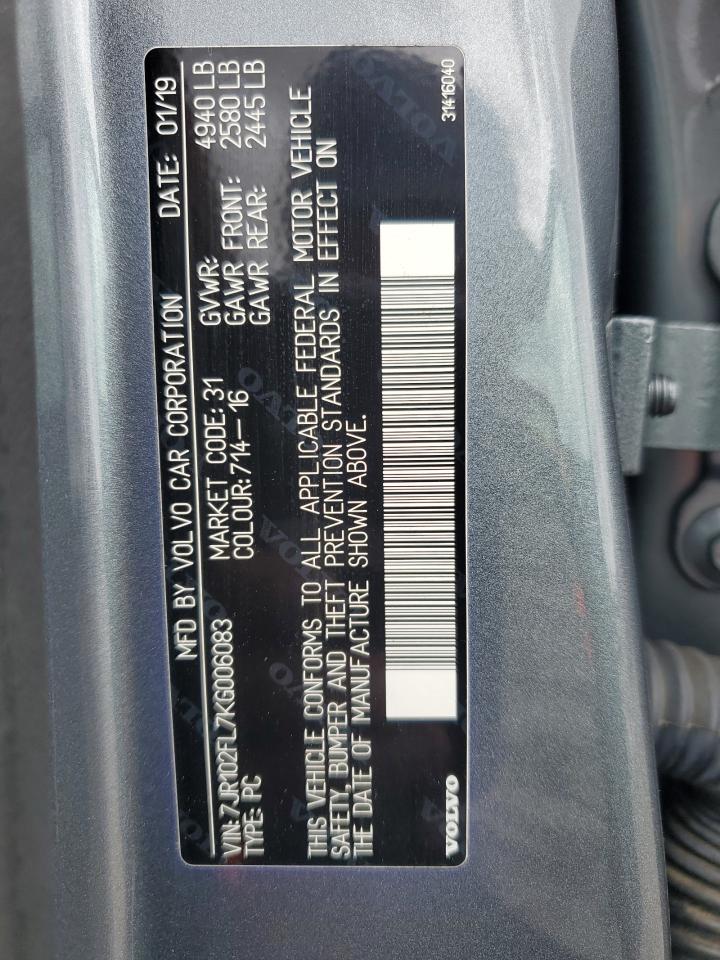 MFD BY VOLVO CAR CORPORATION DATE: 01/19
VIN: 7JR102FL7KG006083 MARKET CODE: 31 GVWR: 4940 LB
TYPE: PC COLOUR: 714-16 GAWR FRONT: 2580 LB
GAWR REAR: 2445 LB
THIS VEHICLE CONFORMS TO ALL APPLICABLE FEDERAL MOTOR VEHICLE
SAFETY, BUMPER AND THEFT PREVENTION STANDARDS IN EFFECT ON
THE DATE OF MANUFACTURE SHOWN ABOVE.
VOLVO 31416040